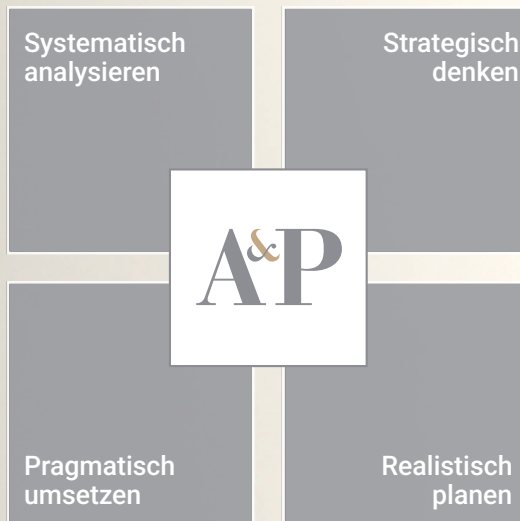 Systematisch
analysieren
Strategisch
denken
A&P
Pragmatisch
umsetzen
Realistisch
planen